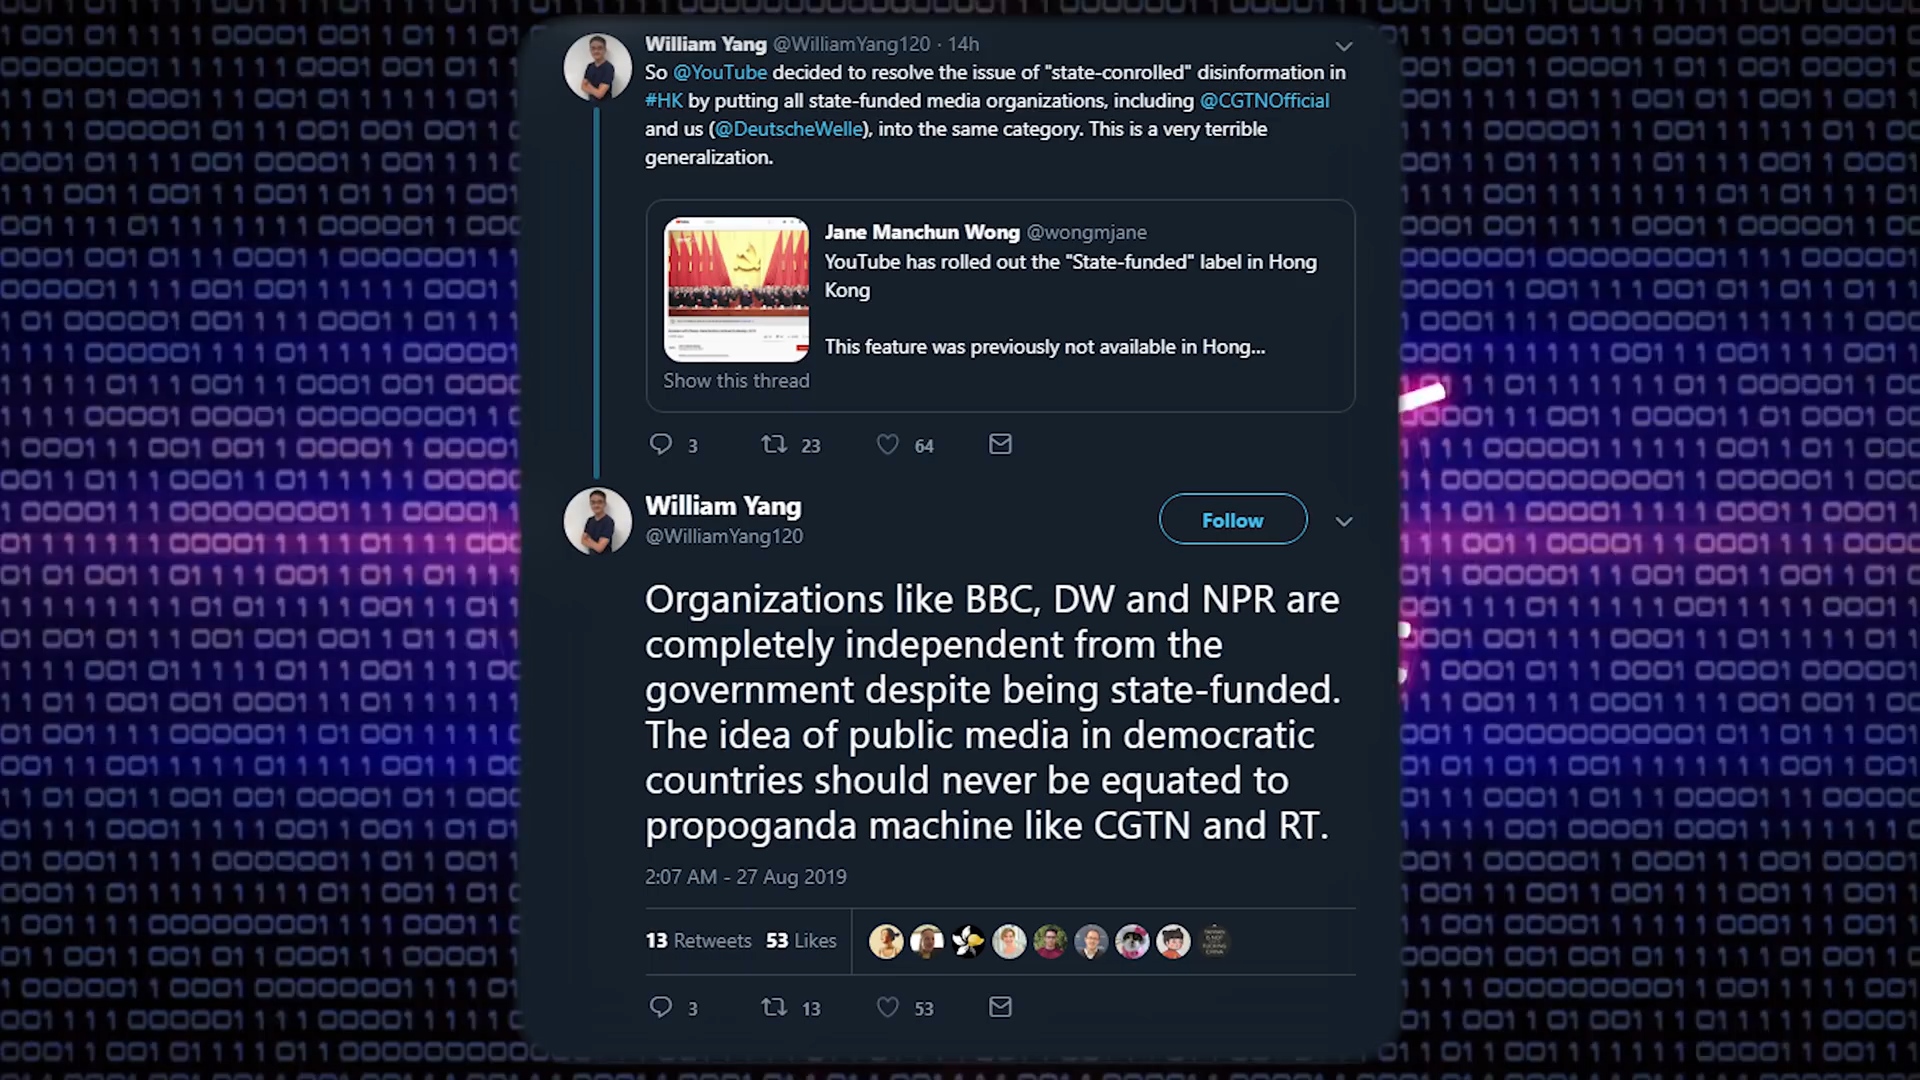 William Yang @WilliamYang120 · 14h
So @YouTube decided to resolve the issue of "state-conrolled" disinformation in
#HK by putting all state-funded media organizations, including @CGTNOfficial
and us (@DeutscheWelle), into the same category. This is a very terrible
generalization.
Jane Manchun Wong @wongmjane
YouTube has rolled out the "State-funded" label in Hong
Kong
This feature was previously not available in Hong...
Show this thread
3 23 64
William Yang
@WilliamYang120
Follow
Organizations like BBC, DW and NPR are
completely independent from the
government despite being state-funded.
The idea of public media in democratic
countries should never be equated to
propoganda machine like CGTN and RT.
2:07 AM - 27 Aug 2019
13 Retweets 53 Likes
3 13 53